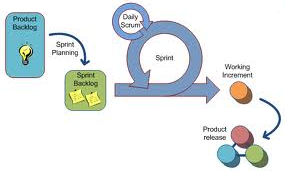 Product
Backlog
Sprint
Planning
Sprint
Backlog
Daily
Scrum
Sprint
Working
Increment
Product
release